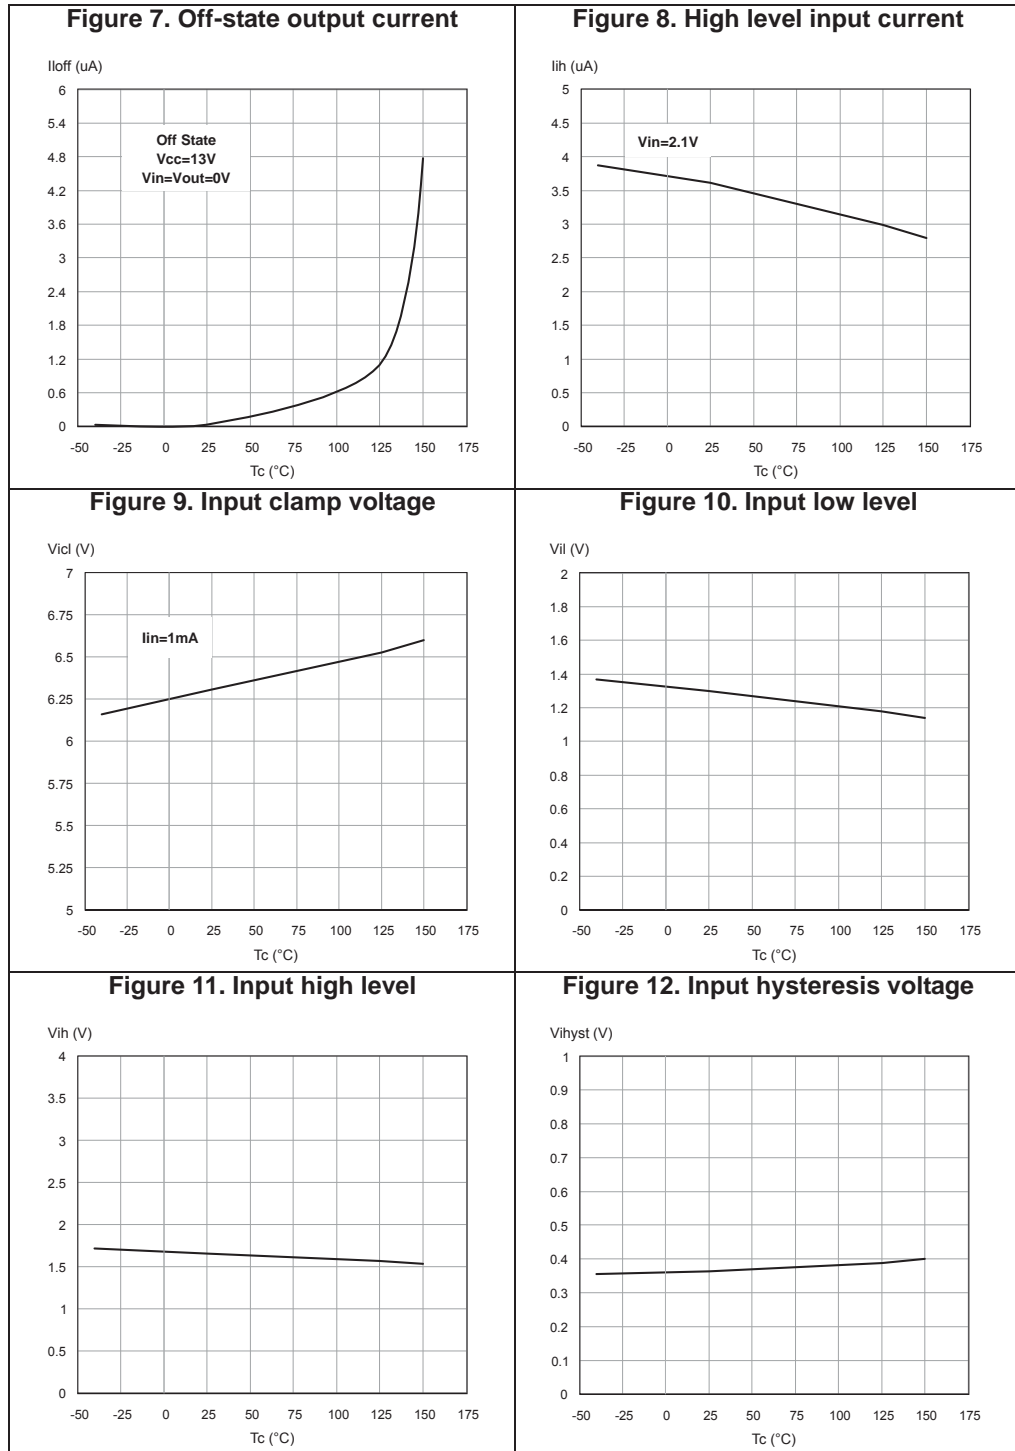 Figure 7. Off-state output current
Iloff (uA)
6
5.4
4.8
4.2
3.6
3
2.4
1.8
1.2
0.6
0
Off State
Vcc=13V
Vin=Vout=0V
-50 -25 0 25 50 75 100 125 150 175
Tc (°C)
Figure 8. High level input current
Iih (uA)
5
4.5
4
3.5
3
2.5
2
1.5
1
0.5
0
Vin=2.1V
-50 -25 0 25 50 75 100 125 150 175
Tc (°C)
Figure 9. Input clamp voltage
Vicl (V)
7
6.75
6.5
6.25
6
5.75
5.5
5.25
5
Iin=1mA
-50 -25 0 25 50 75 100 125 150 175
Tc (°C)
Figure 10. Input low level
Vil (V)
2
1.8
1.6
1.4
1.2
1
0.8
0.6
0.4
0.2
0
-50 -25 0 25 50 75 100 125 150 175
Tc (°C)
Figure 11. Input high level
Vih (V)
4
3.5
3
2.5
2
1.5
1
0.5
0
-50 -25 0 25 50 75 100 125 150 175
Tc (°C)
Figure 12. Input hysteresis voltage
Vihyst (V)
1
0.9
0.8
0.7
0.6
0.5
0.4
0.3
0.2
0.1
0
-50 -25 0 25 50 75 100 125 150 175
Tc (°C)